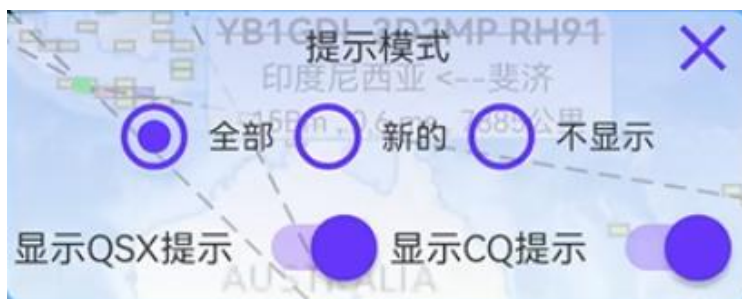 YB1GDL 3D2MP RH91
提示模式
印度尼西亚 <--斐济
全部 新的 不显示
显示QSX提示 显示CQ提示
AUSTRALIA